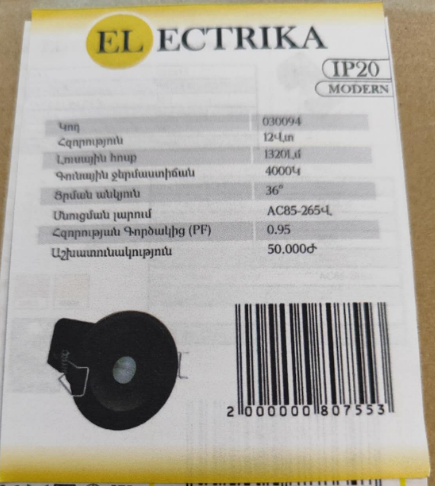 ELECTRIKA
IP20
MODERN
Կոդ 030094
Հզորություն 12Վտ
Լուսային հոսք 1320Լմ
Գունային ջերմաստիճան 4000Կ
Ցրման անկյուն 36°
Սնուցման լարում AC85-265Վ
Հզորության Գործակից (PF) 0.95
Աշխատունակություն 50.000Ժ
2 000000 807553